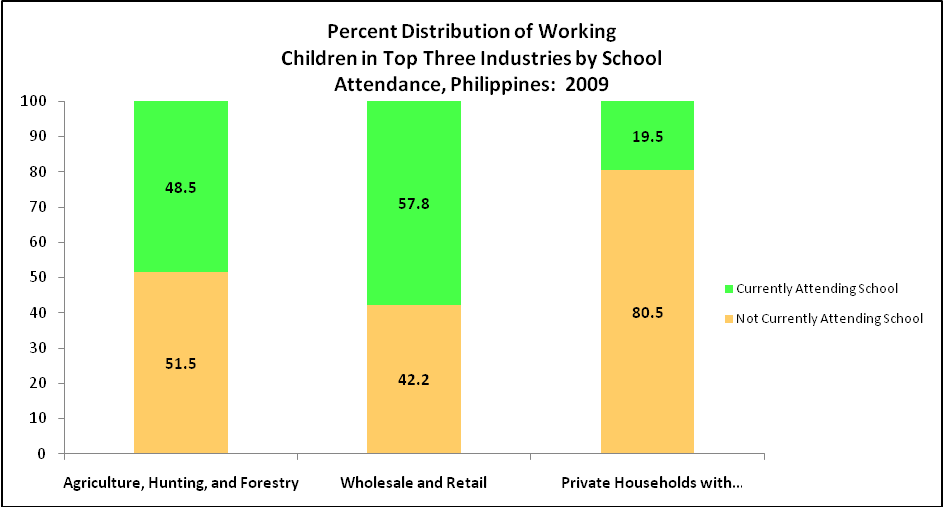 Percent Distribution of Working
Children in Top Three Industries by School
Attendance, Philippines:  2009
100
90
80
70
60
50
40
30
20
10
0
48.5
51.5
57.8
42.2
19.5
80.5
Currently Attending School
Not Currently Attending School
Agriculture, Hunting, and Forestry
Wholesale and Retail
Private Households with...